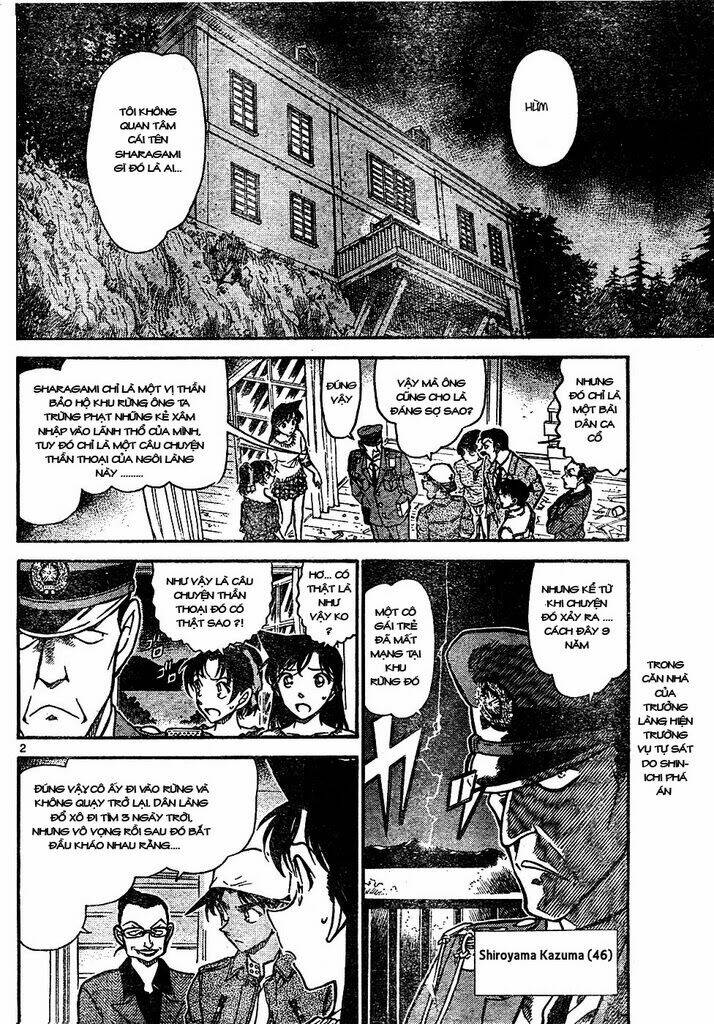 HỪM
TÔI KHÔNG
QUAN TÂM
CÁI TÊN
SHARAGAMI
GÌ ĐÓ LÀ AI...
NHƯNG
ĐÓ CHỈ LÀ
MỘT BÀI
DÂN CA
CỔ
VẬY MÀ ÔNG
CŨNG CHO LÀ
ĐÁNG SỢ SAO?
ĐÚNG
VẬY
SHARAGAMI CHỈ LÀ MỘT VỊ THẦN
BẢO HỘ KHU RỪNG ÔNG TA
TRỪNG PHẠT NHỮNG KẺ XÂM
NHẬP VÀO LÃNH THỔ CỦA MÌNH,
TUY ĐÓ CHỈ LÀ MỘT CÂU CHUYỆN
THẦN THOẠI CỦA NGÔI LÀNG
NÀY .........
TRONG
CĂN NHÀ
CỦA
TRƯỞNG
LÀNG HIỆN
TRƯỜNG
VỤ TỰ SÁT
DO SHIN-
ICHI PHÁ
ÁN
NHƯNG KỂ TỪ
KHI CHUYỆN
ĐÓ XẢY RA ....
CÁCH ĐÂY 9
NĂM
MỘT CÔ
GÁI TRẺ
ĐÃ MẤT
MẠNG TẠI
KHU
RỪNG ĐÓ
Shiroyama Kazuma (46)
HƠ... CÓ
THẬT LÀ
NHƯ
VẬY KO
?
NHƯ VẬY LÀ CÂU
CHUYỆN THẦN
THOẠI ĐÓ CÓ
THẬT SAO ?!
2
ĐÚNG VẬY CÔ ẤY ĐI VÀO RỪNG VÀ
KHÔNG QUAY TRỞ LẠI. DÂN LÀNG
ĐỔ XÔ ĐI TÌM 3 NGÀY TRỜI,
NHƯNG VÔ VỌNG RỒI SAU ĐÓ BẮT
ĐẦU KHÁO NHAU RẰNG....